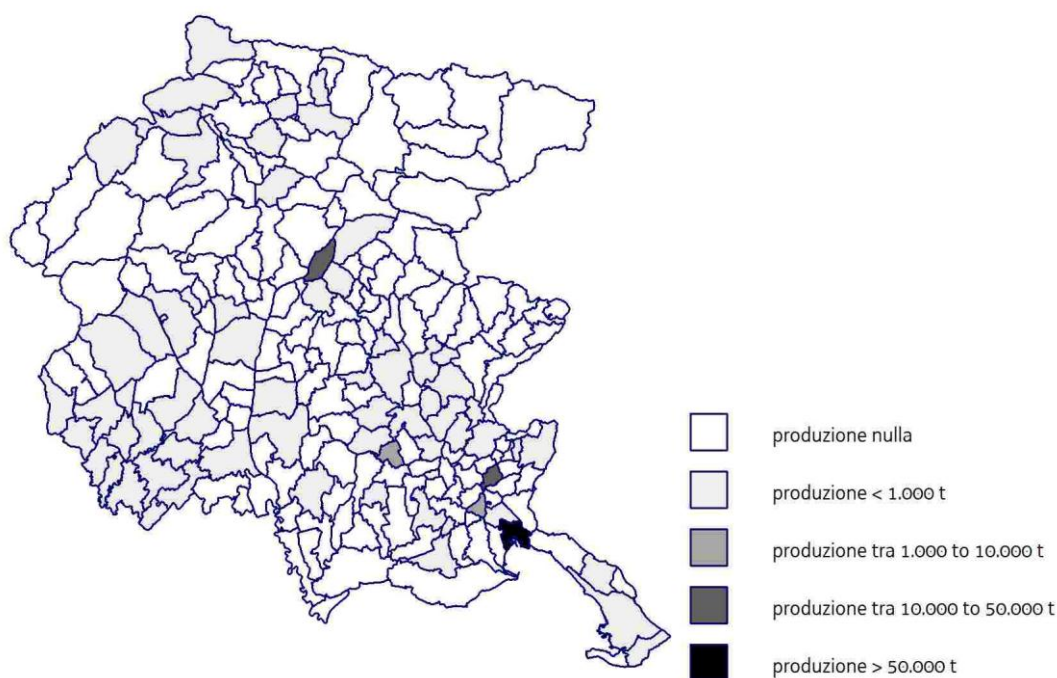 produzione nulla
produzione < 1.000 t
produzione tra 1.000 to 10.000 t
produzione tra 10.000 to 50.000 t
produzione > 50.000 t